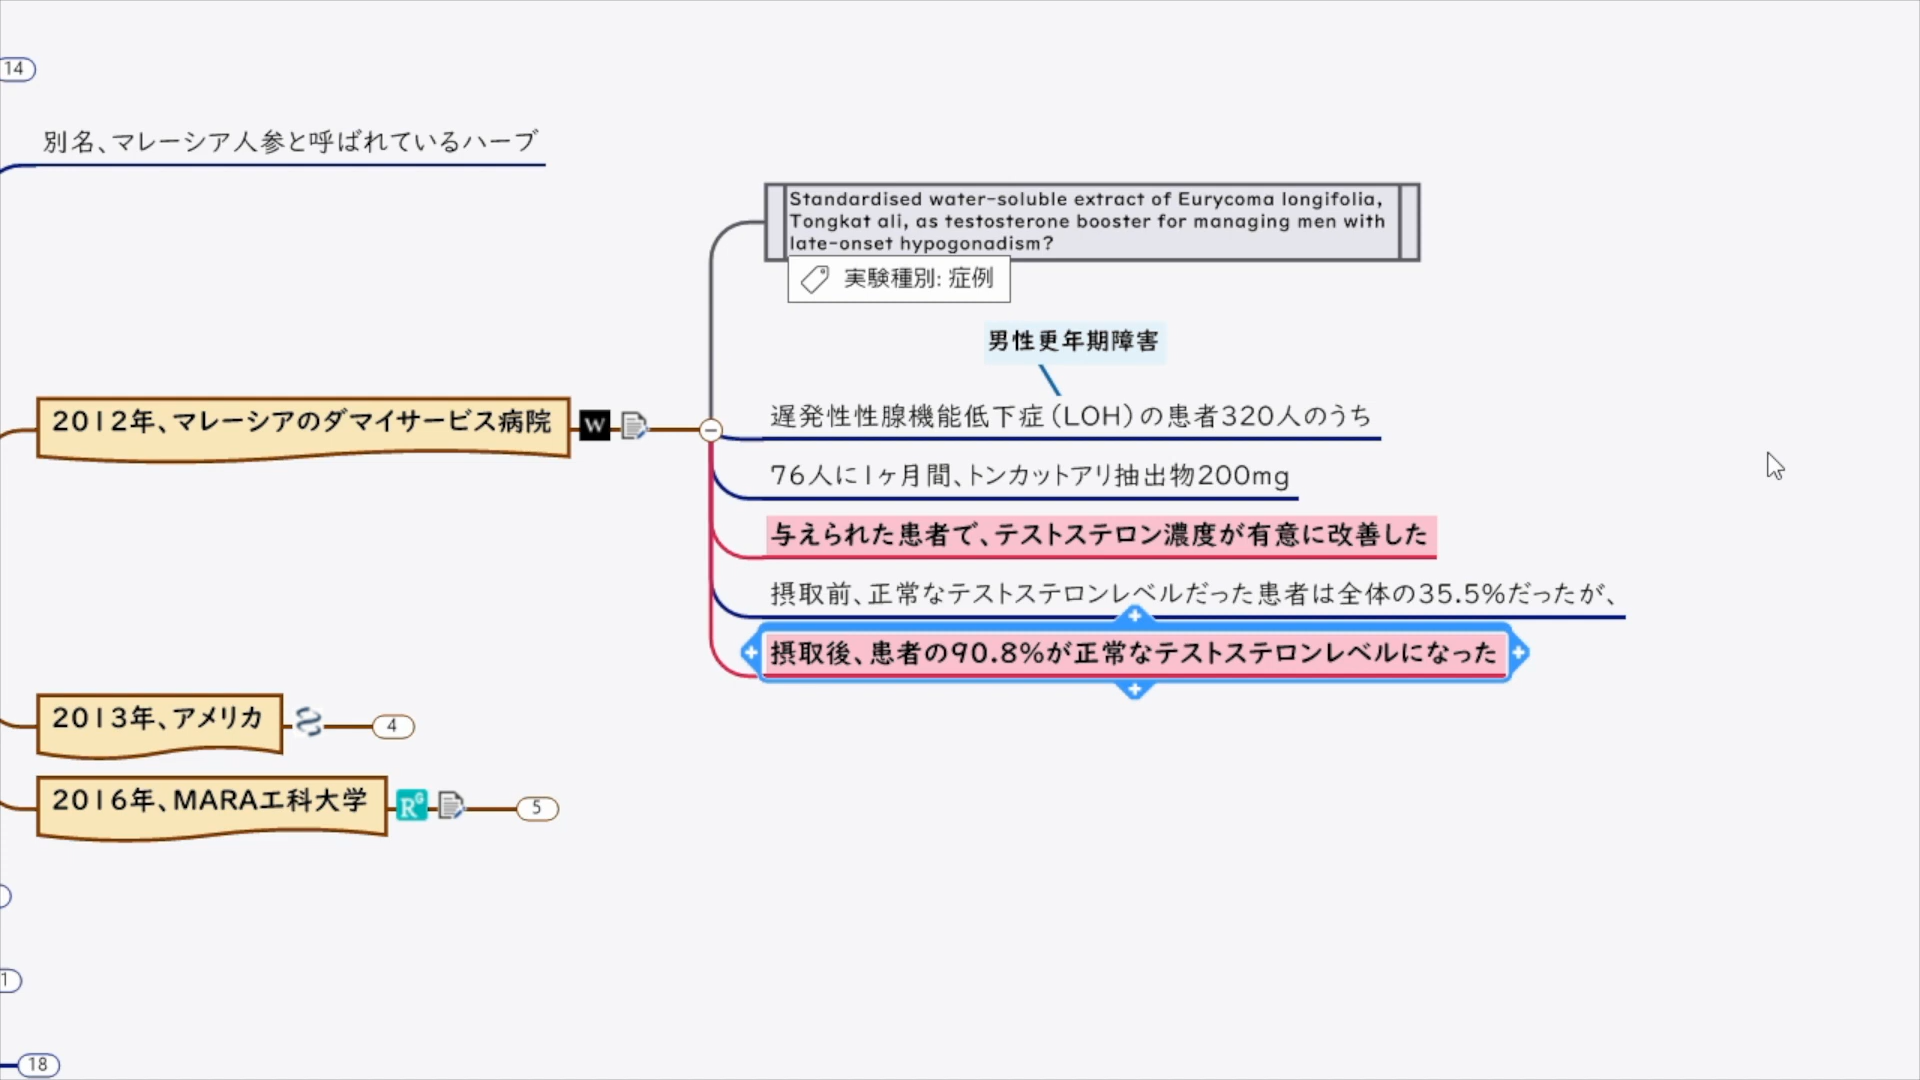 14
別名、マレーシア人参と呼ばれているハーブ
Standardised water-soluble extract of Eurycoma longifolia,
Tongkat ali, as testosterone booster for managing men with
late-onset hypogonadism?
実験種別: 症例
男性更年期障害
2012年、マレーシアのダマイサービス病院
W
遅発性性腺機能低下症（LOH）の患者320人のうち
76人に1ヶ月間、トンカットアリ抽出物200mg
与えられた患者で、テストステロン濃度が有意に改善した
摂取前、正常なテストステロンレベルだった患者は全体の35.5%だったが、
摂取後、患者の90.8%が正常なテストステロンレベルになった
2013年、アメリカ
4
2016年、MARA工科大学
RG
5
1
18